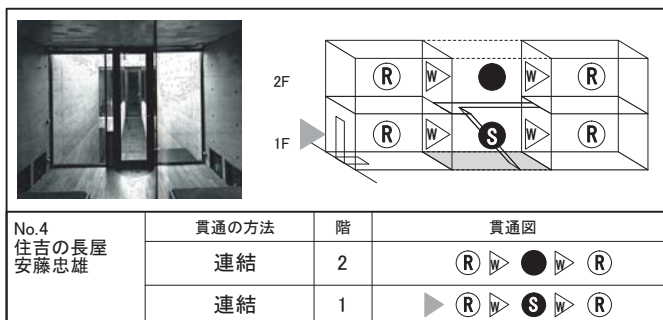 2F
R W ● W R
1F
R W S W R
No.4
住吉の長屋
安藤忠雄
貫通の方法 階 貫通図
連結 2 R W ● W R
連結 1 R W S W R